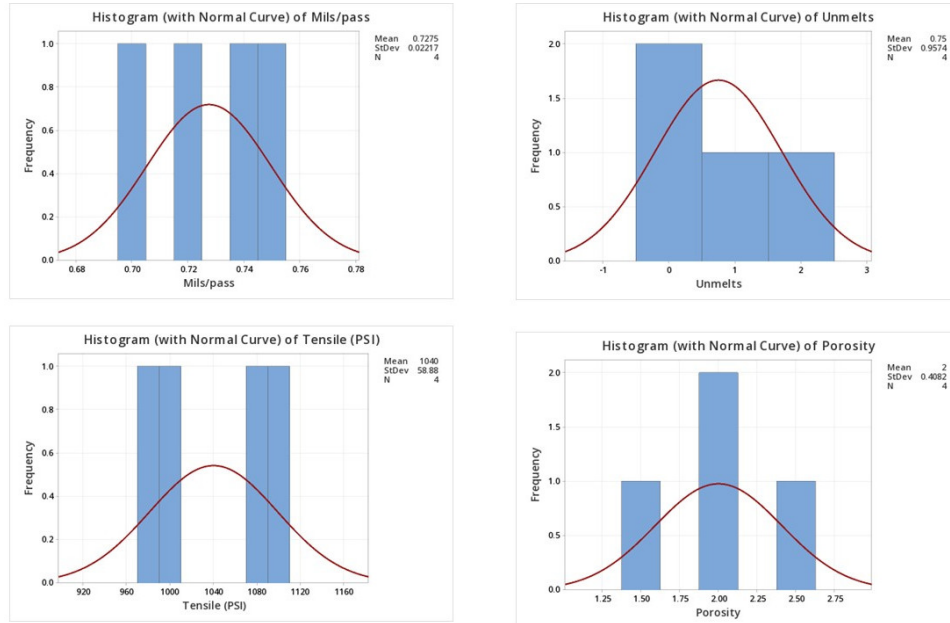 Histogram (with Normal Curve) of Mils/pass
Mean 0.7275
StDev 0.02217
N 4
Frequency
1.0
0.8
0.6
0.4
0.2
0.0
0.68 0.70 0.72 0.74 0.76 0.78
Mils/pass
Histogram (with Normal Curve) of Unmelts
Mean 0.75
StDev 0.9574
N 4
Frequency
2.0
1.5
1.0
0.5
0.0
-1 0 1 2 3
Unmelts
Histogram (with Normal Curve) of Tensile (PSI)
Mean 1040
StDev 58.88
N 4
Frequency
1.0
0.8
0.6
0.4
0.2
0.0
920 960 1000 1040 1080 1120 1160
Tensile (PSI)
Histogram (with Normal Curve) of Porosity
Mean 2
StDev 0.4082
N 4
Frequency
2.0
1.5
1.0
0.5
0.0
1.25 1.50 1.75 2.00 2.25 2.50 2.75
Porosity